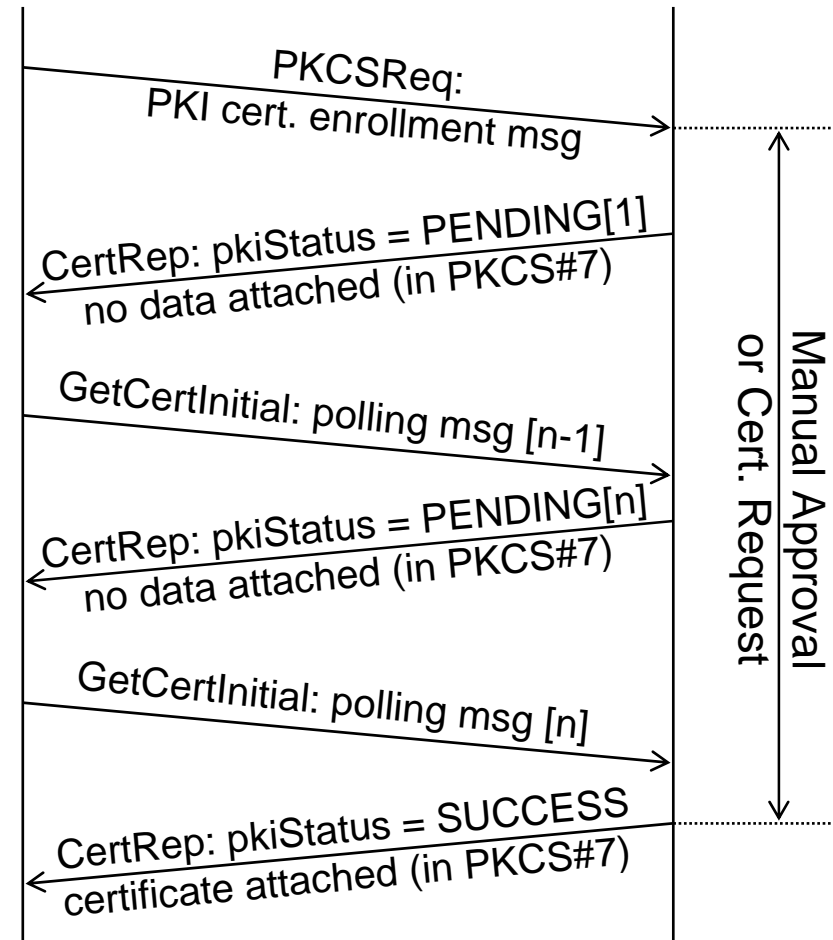 PKCSReq:
PKI cert. enrollment msg
CertRep: pkiStatus = PENDING[1]
no data attached (in PKCS#7)
GetCertInitial: polling msg [n-1]
CertRep: pkiStatus = PENDING[n]
no data attached (in PKCS#7)
GetCertInitial: polling msg [n]
CertRep: pkiStatus = SUCCESS
certificate attached (in PKCS#7)
Manual Approval
or Cert. Request